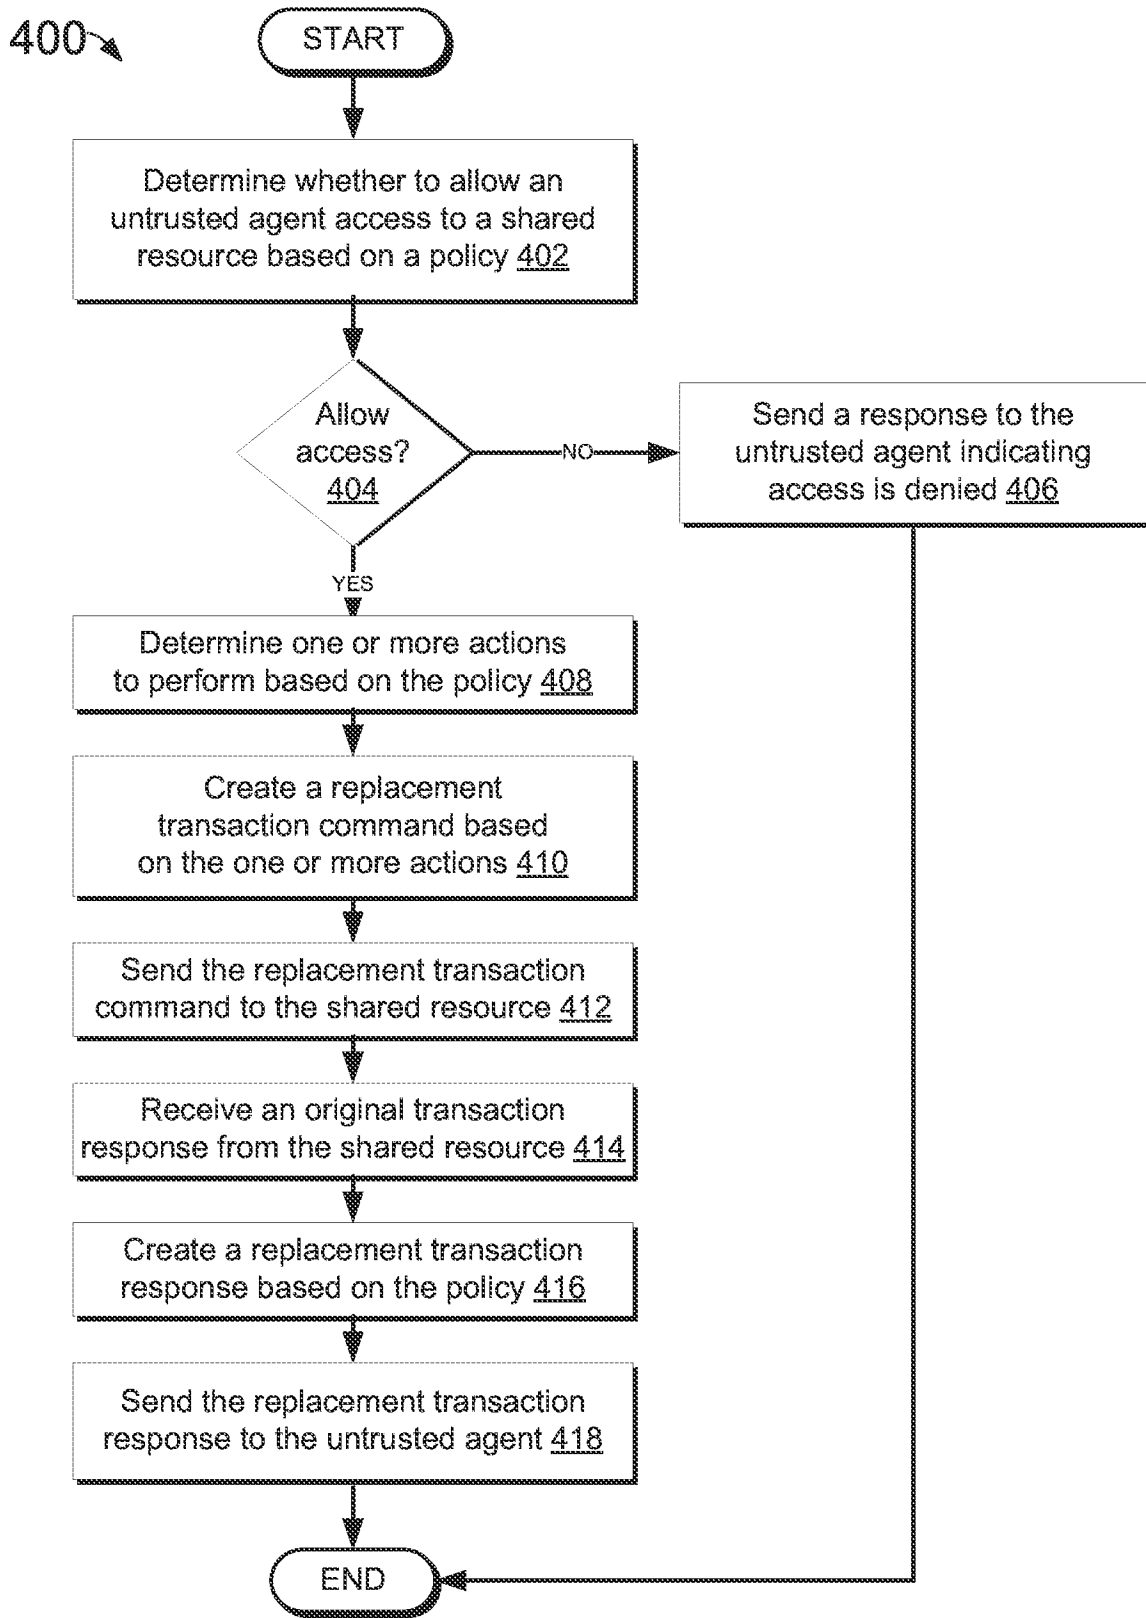 400
START
Determine whether to allow an
untrusted agent access to a shared
resource based on a policy 402
Allow
access?
404
NO
Send a response to the
untrusted agent indicating
access is denied 406
YES
Determine one or more actions
to perform based on the policy 408
Create a replacement
transaction command based
on the one or more actions 410
Send the replacement transaction
command to the shared resource 412
Receive an original transaction
response from the shared resource 414
Create a replacement transaction
response based on the policy 416
Send the replacement transaction
response to the untrusted agent 418
END